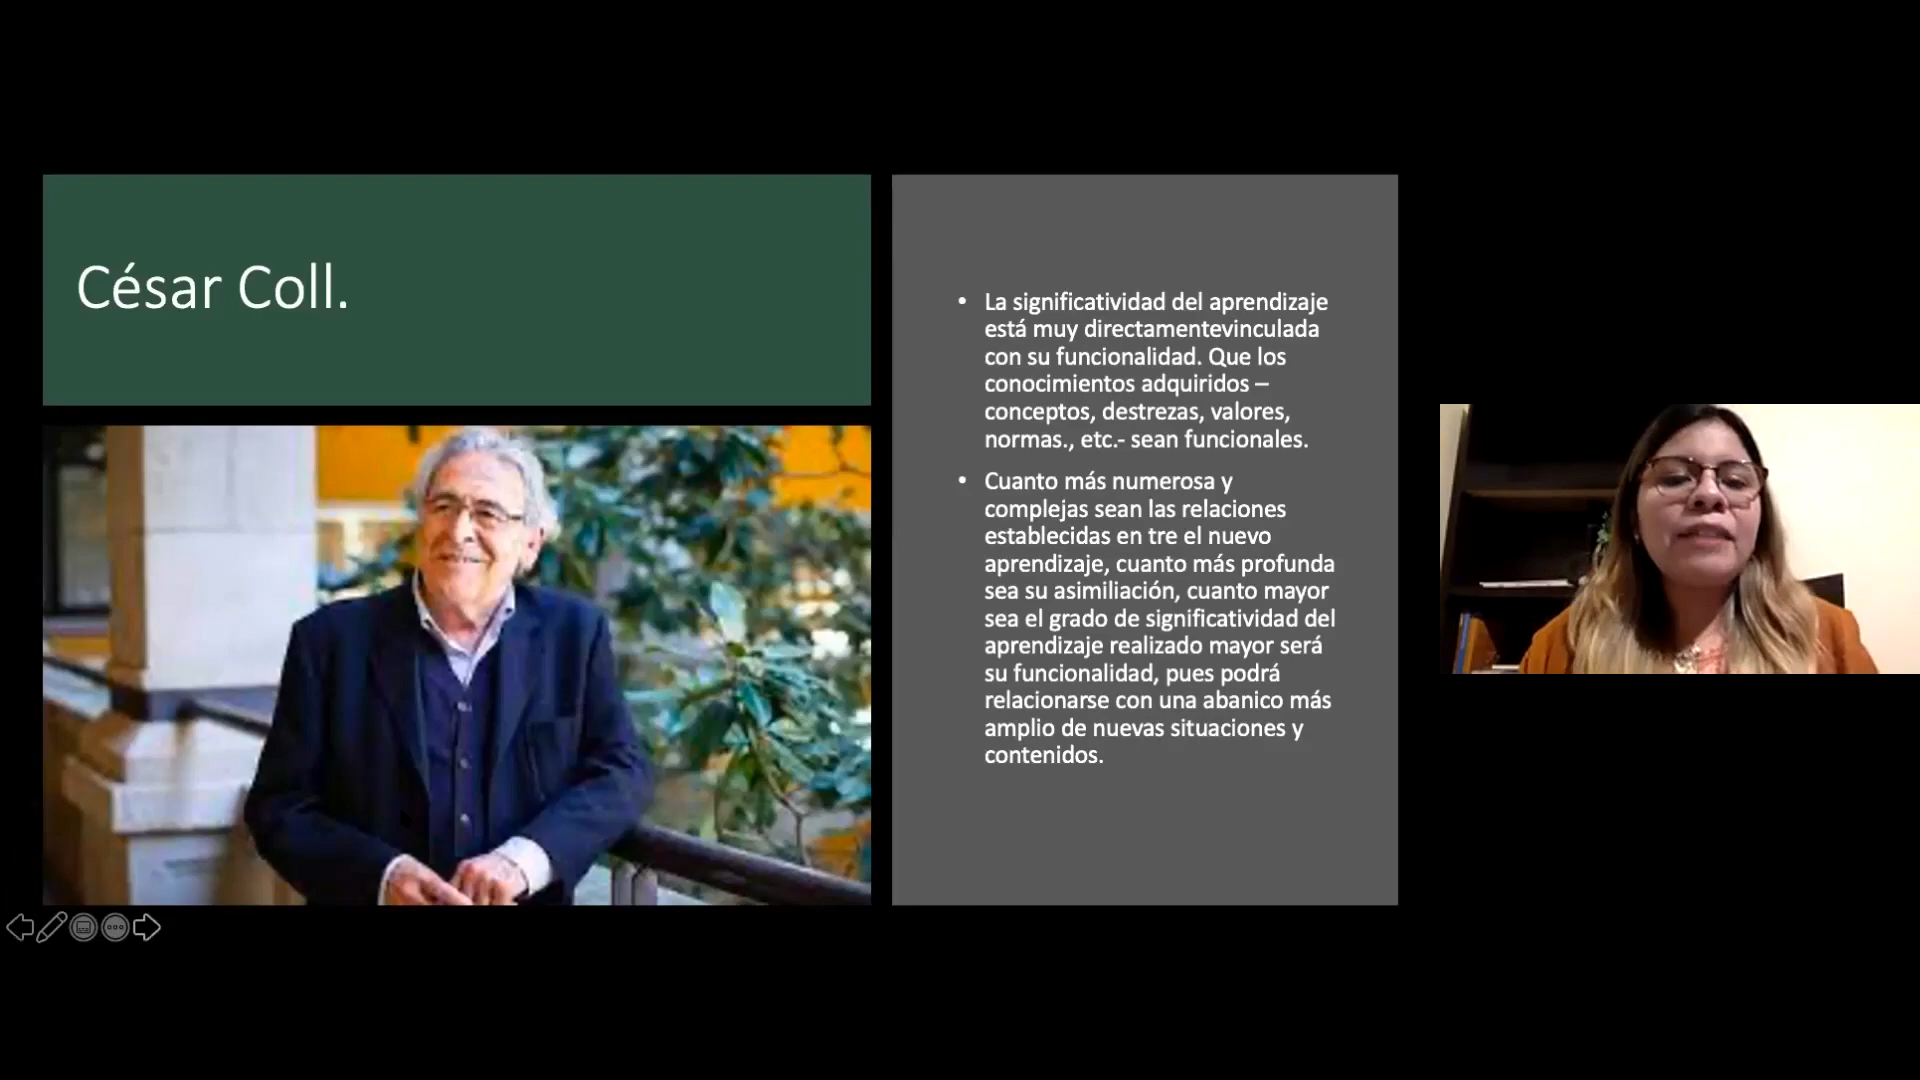 César Coll.
• La significatividad del aprendizaje
está muy directamentevinculada
con su funcionalidad. Que los
conocimientos adquiridos –
conceptos, destrezas, valores,
normas., etc.- sean funcionales.
• Cuanto más numerosa y
complejas sean las relaciones
establecidas en tre el nuevo
aprendizaje, cuanto más profunda
sea su asimiliación, cuanto mayor
sea el grado de significatividad del
aprendizaje realizado mayor será
su funcionalidad, pues podrá
relacionarse con una abanico más
amplio de nuevas situaciones y
contenidos.